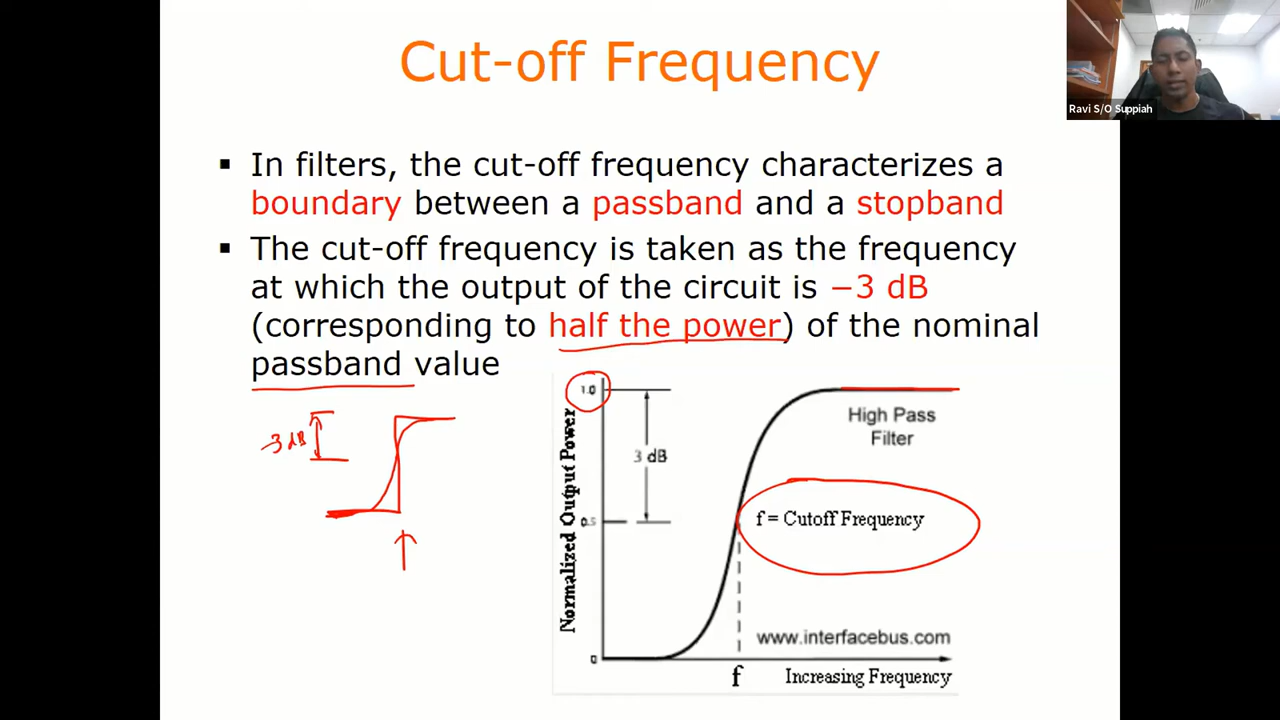 Cut-off Frequency
Ravi S/O Suppiah
▪ In filters, the cut-off frequency characterizes a
boundary between a passband and a stopband
▪ The cut-off frequency is taken as the frequency
at which the output of the circuit is −3 dB
(corresponding to half the power) of the nominal
passband value
-3 dB
Normalized Output Power
1.0
3 dB
0.5
0
High Pass
Filter
f = Cutoff Frequency
www.interfacebus.com
f
Increasing Frequency